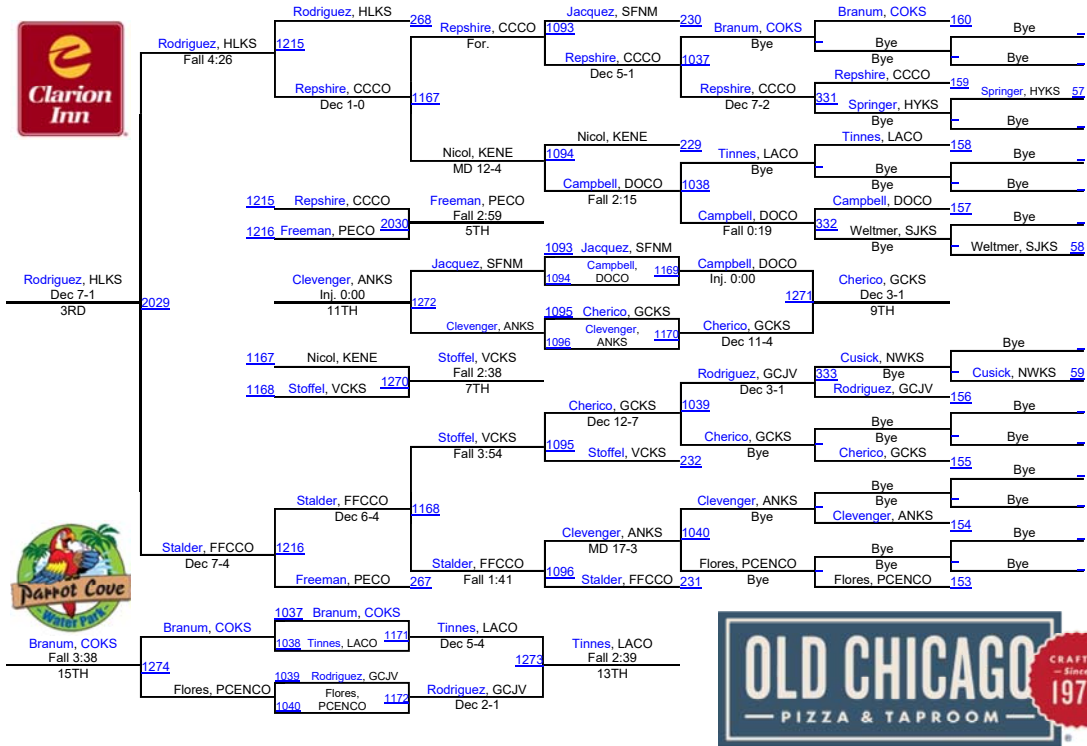 Clarion
Inn
Rodriguez, HLKS
268
Repshire, CCCO
For.
Jacquez, SFNM
230
1093
Branum, COKS
Bye
Branum, COKS
160
Bye
Bye
Bye
Bye
Rodriguez, HLKS
Fall 4:26
1215
Repshire, CCCO
Dec 5-1
1037
Repshire, CCCO
159
Springer, HYKS 57
Repshire, CCCO
Dec 1-0
1167
Repshire, CCCO
Dec 7-2
331
Springer, HYKS
Bye
Bye
Nicol, KENE
MD 12-4
1094
Nicol, KENE
229
Tinnes, LACO
Bye
Tinnes, LACO
158
Bye
Bye
Bye
Bye
Campbell, DOCO
Fall 2:15
1038
Campbell, DOCO
157
Bye
1215 Repshire, CCCO
1216 Freeman, PECO
2030
Freeman, PECO
Fall 2:59
5TH
Campbell, DOCO
Fall 0:19
332
Weltmer, SJKS
Bye
Weltmer, SJKS 58
Rodriguez, HLKS
Dec 7-1
3RD
2029
Clevenger, ANKS
Inj. 0:00
11TH
Jacquez, SFNM
1272
Clevenger, ANKS
1093 Jacquez, SFNM
1094
Campbell,
DOCO
1169
Campbell, DOCO
Inj. 0:00
1095 Cherico, GCKS
1096
Clevenger,
ANKS
1170
Cherico, GCKS
Dec 11-4
1271
Cherico, GCKS
Dec 3-1
9TH
1167 Nicol, KENE
1168 Stoffel, VCKS
1270
Stoffel, VCKS
Fall 2:38
7TH
Rodriguez, GCJV
Dec 3-1
333
Cusick, NWKS
Bye
Bye
Cusick, NWKS 59
Rodriguez, GCJV
156
Bye
Cherico, GCKS
Dec 12-7
1039
Stoffel, VCKS
Fall 3:54
1095
Stoffel, VCKS
232
Cherico, GCKS
Bye
Bye
Bye
Bye
Cherico, GCKS
155
Bye
Stalder, FFCCO
Dec 6-4
1168
Clevenger, ANKS
Bye
Bye
Bye
Bye
Clevenger, ANKS
154
Bye
Stalder, FFCCO
Dec 7-4
1216
Clevenger, ANKS
MD 17-3
1040
Stalder, FFCCO
Fall 1:41
1096
Stalder, FFCCO
231
Flores, PCENCO
Bye
Bye
Bye
Bye
Flores, PCENCO
153
Freeman, PECO
267
Parrot Cove
Water Park
Branum, COKS
Fall 3:38
15TH
1274
Branum, COKS
Flores, PCENCO
1037 Branum, COKS
1038 Tinnes, LACO
1171
Tinnes, LACO
Dec 5-4
1039 Rodriguez, GCJV
1040
Flores,
PCENCO
1172
Rodriguez, GCJV
Dec 2-1
1273
Tinnes, LACO
Fall 2:39
13TH
OLD CHICAGO
PIZZA & TAPROOM
CRAFT
Since
197